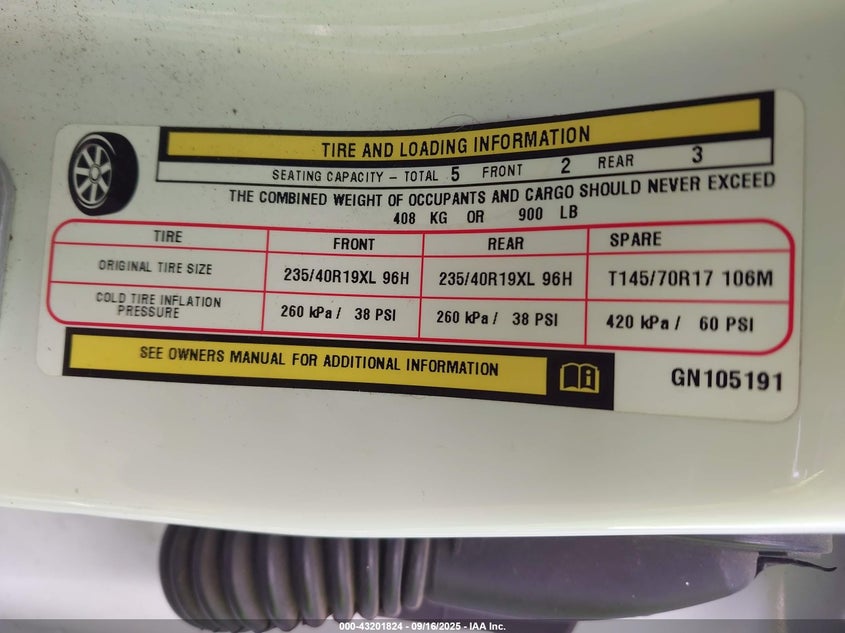 TIRE AND LOADING INFORMATION
SEATING CAPACITY – TOTAL 5 FRONT 2 REAR 3
THE COMBINED WEIGHT OF OCCUPANTS AND CARGO SHOULD NEVER EXCEED
408 KG OR 900 LB
TIRE FRONT REAR SPARE
ORIGINAL TIRE SIZE 235/40R19XL 96H 235/40R19XL 96H T145/70R17 106M
COLD TIRE INFLATION PRESSURE 260 kPa / 38 PSI 260 kPa / 38 PSI 420 kPa / 60 PSI
SEE OWNERS MANUAL FOR ADDITIONAL INFORMATION
GN105191
000-43201824 - 09/16/2025 - IAA Inc.